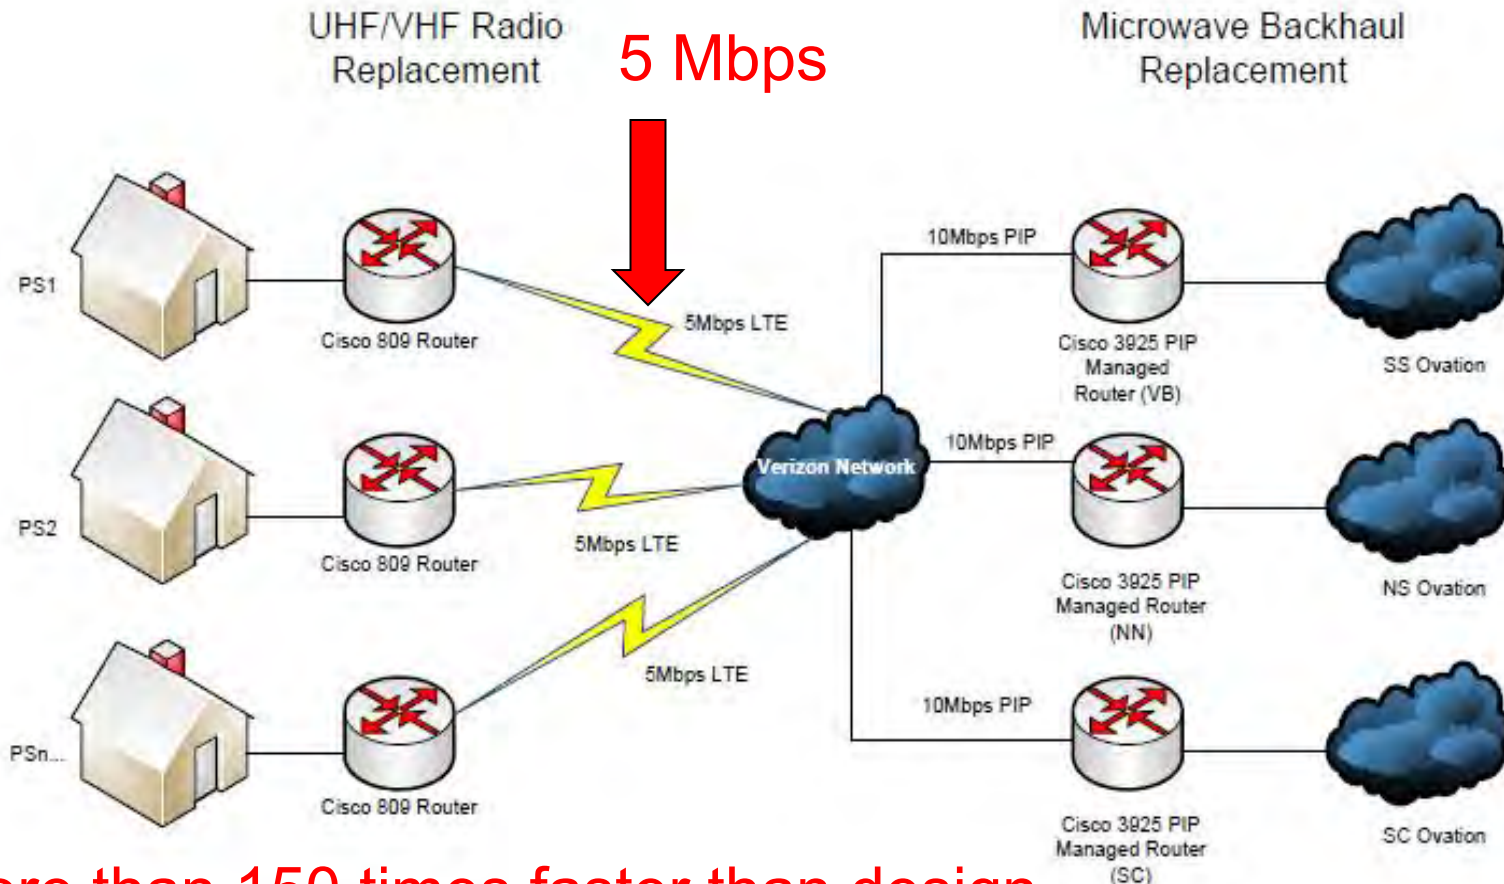 UHF/VHF Radio
Replacement
5 Mbps
Microwave Backhaul
Replacement
PS1
Cisco 809 Router
5Mbps LTE
10Mbps PIP
Cisco 3925 PIP
Managed
Router (VB)
SS Ovation
PS2
Cisco 809 Router
5Mbps LTE
Verizon Network
10Mbps PIP
Cisco 3925 PIP
Managed Router
(NN)
NS Ovation
PSn...
Cisco 809 Router
5Mbps LTE
10Mbps PIP
Cisco 3925 PIP
Managed Router
(SC)
SC Ovation
than 150 times faster than design